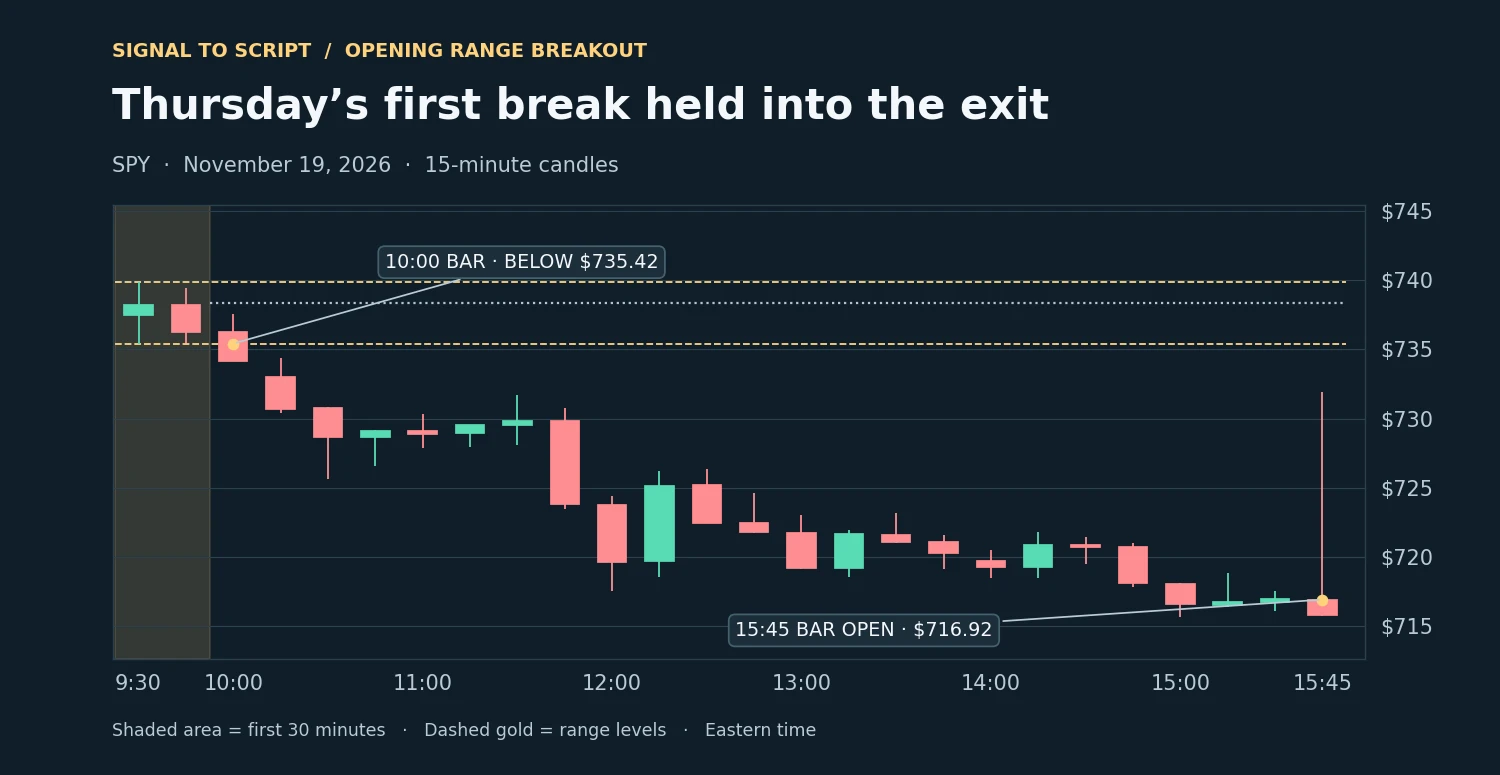 SIGNAL TO SCRIPT / OPENING RANGE BREAKOUT
Thursday’s first break held into the exit
SPY · November 19, 2026 · 15-minute candles
$745
10:00 BAR · BELOW $735.42
$740
$735
$730
$725
$720
15:45 BAR OPEN · $716.92
$715
9:30 10:00 11:00 12:00 13:00 14:00 15:00 15:45
Shaded area = first 30 minutes · Dashed gold = range levels · Eastern time